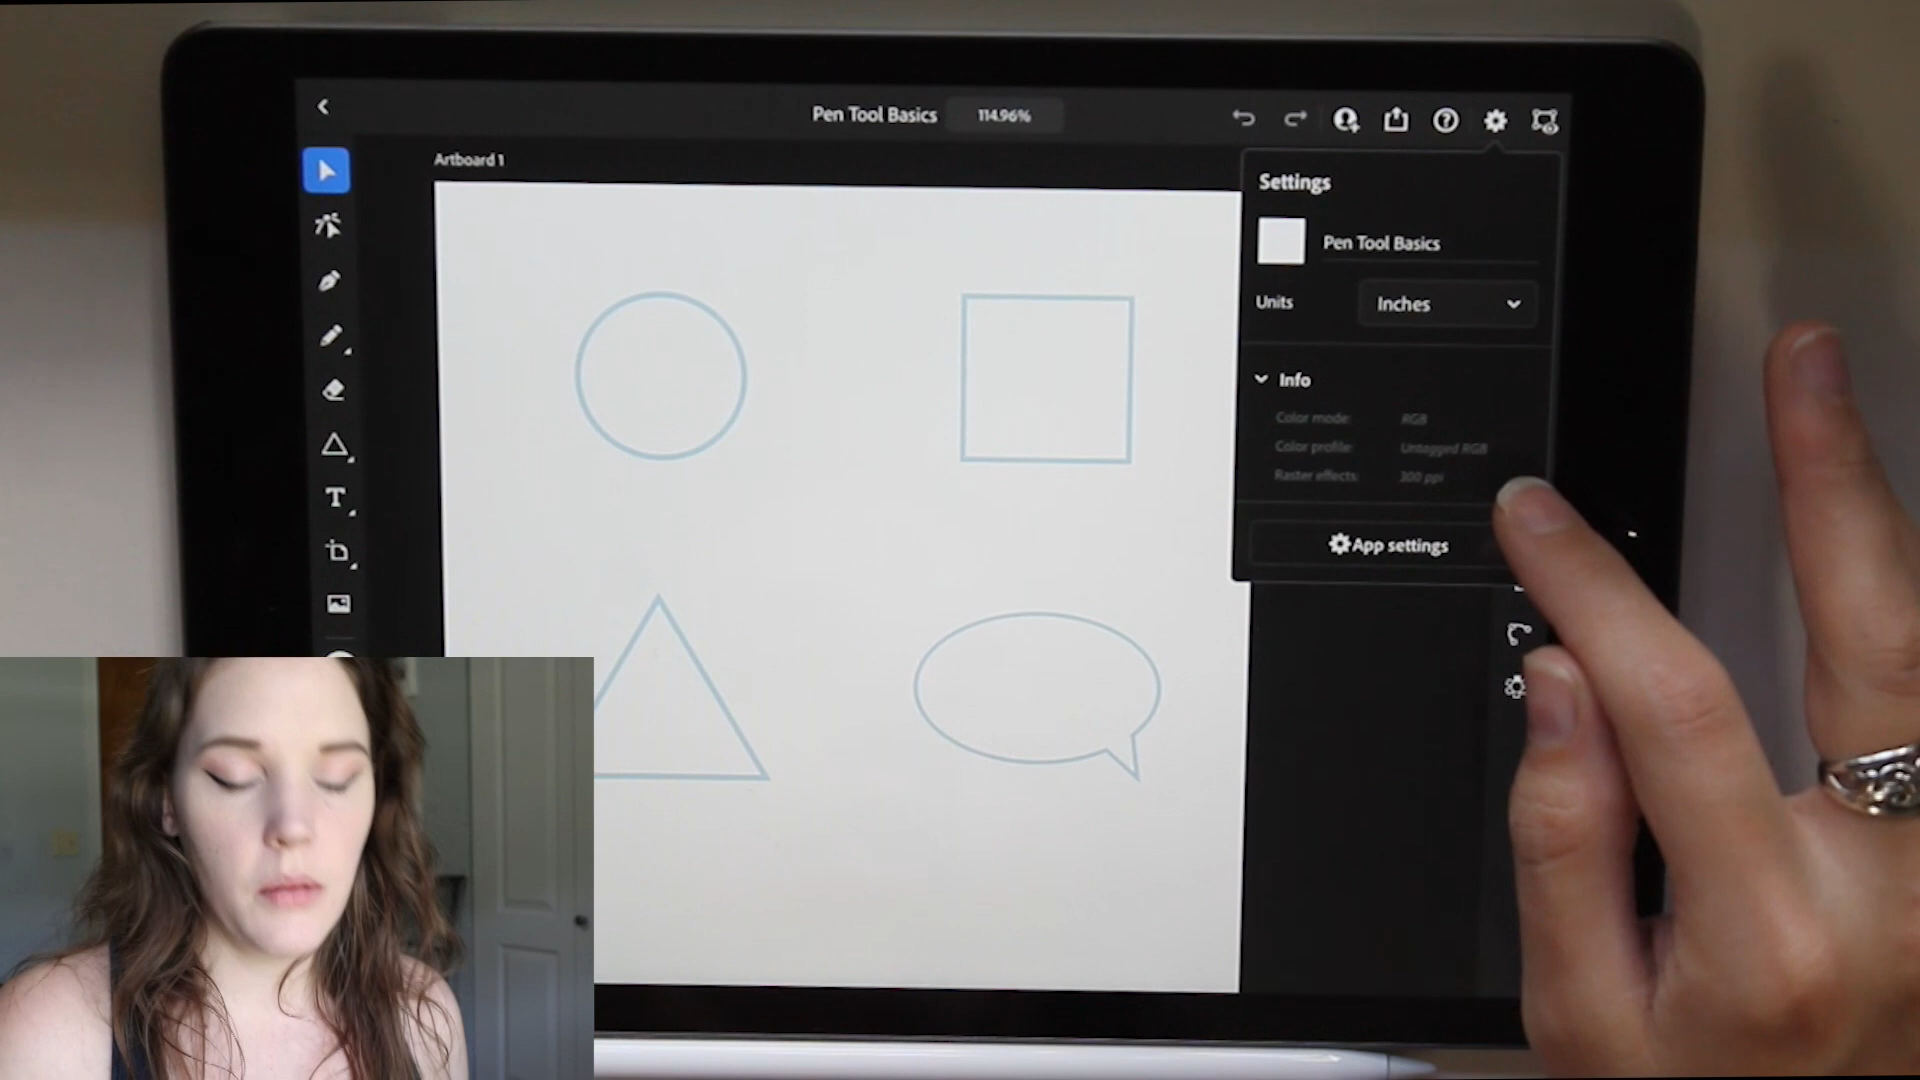 Pen Tool Basics
114.96%
Artboard 1
Settings
Pen Tool Basics
Units
Inches
Info
Color mode: RGB
Color profile: Untagged RGB
Raster effects: 300 ppi
App settings
T